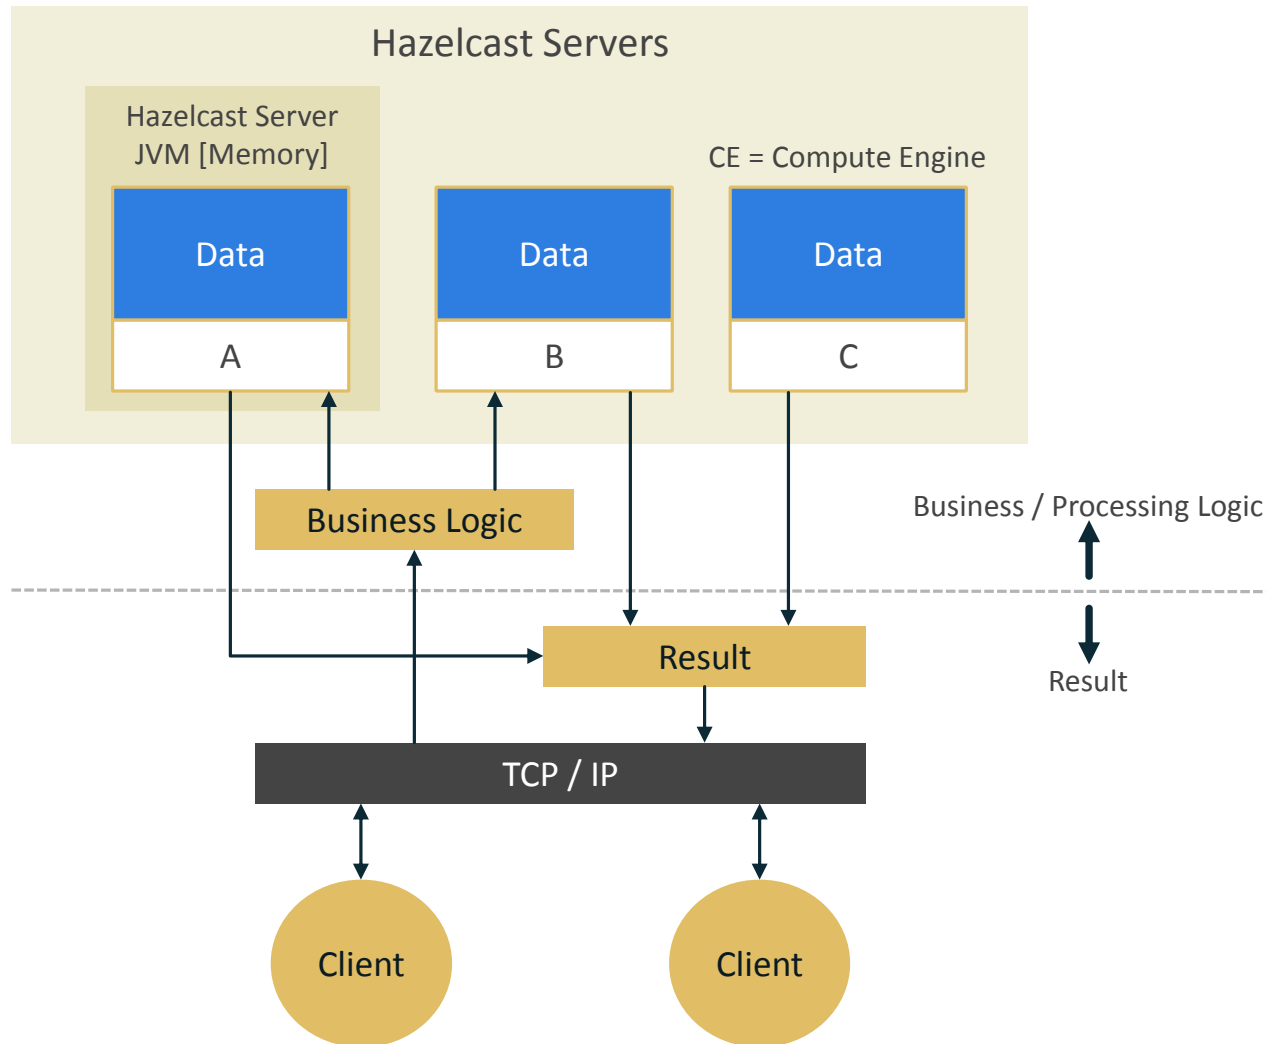 Hazelcast Servers
Hazelcast Server
JVM [Memory]
CE = Compute Engine
Data
Data
Data
A
B
C
Business Logic
Business / Processing Logic
Result
Result
TCP / IP
Client
Client